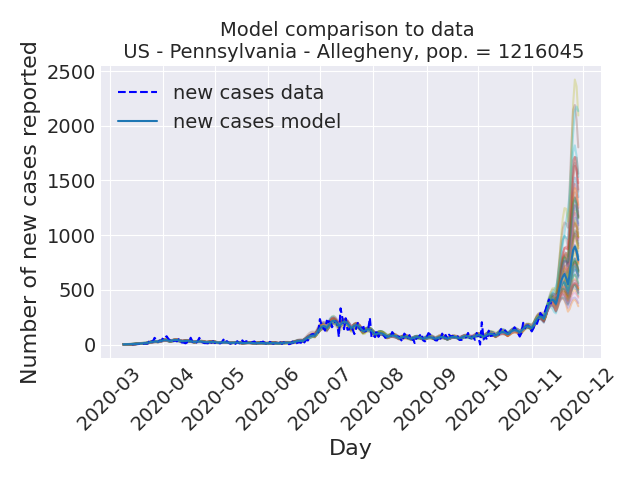 Model comparison to data
US - Pennsylvania - Allegheny, pop. = 1216045
Number of new cases reported
2500
2000
1500
1000
500
0
new cases data
new cases model
2020-03
2020-04
2020-05
2020-06
2020-07
2020-08
2020-09
2020-10
2020-11
2020-12
Day